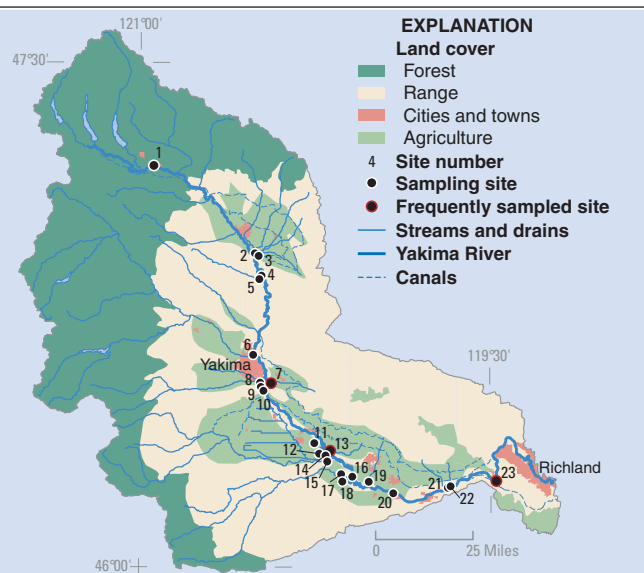 121°00'
47°30'
EXPLANATION
Land cover
Forest
Range
Cities and towns
Agriculture
4 Site number
Sampling site
Frequently sampled site
Streams and drains
Yakima River
Canals
1
2
3
4
5
6
Yakima
7
8
9
10
119°30'
11
12
13
14
15
16
17
18
19
20
21
22
23
Richland
46°00'
0 25 Miles